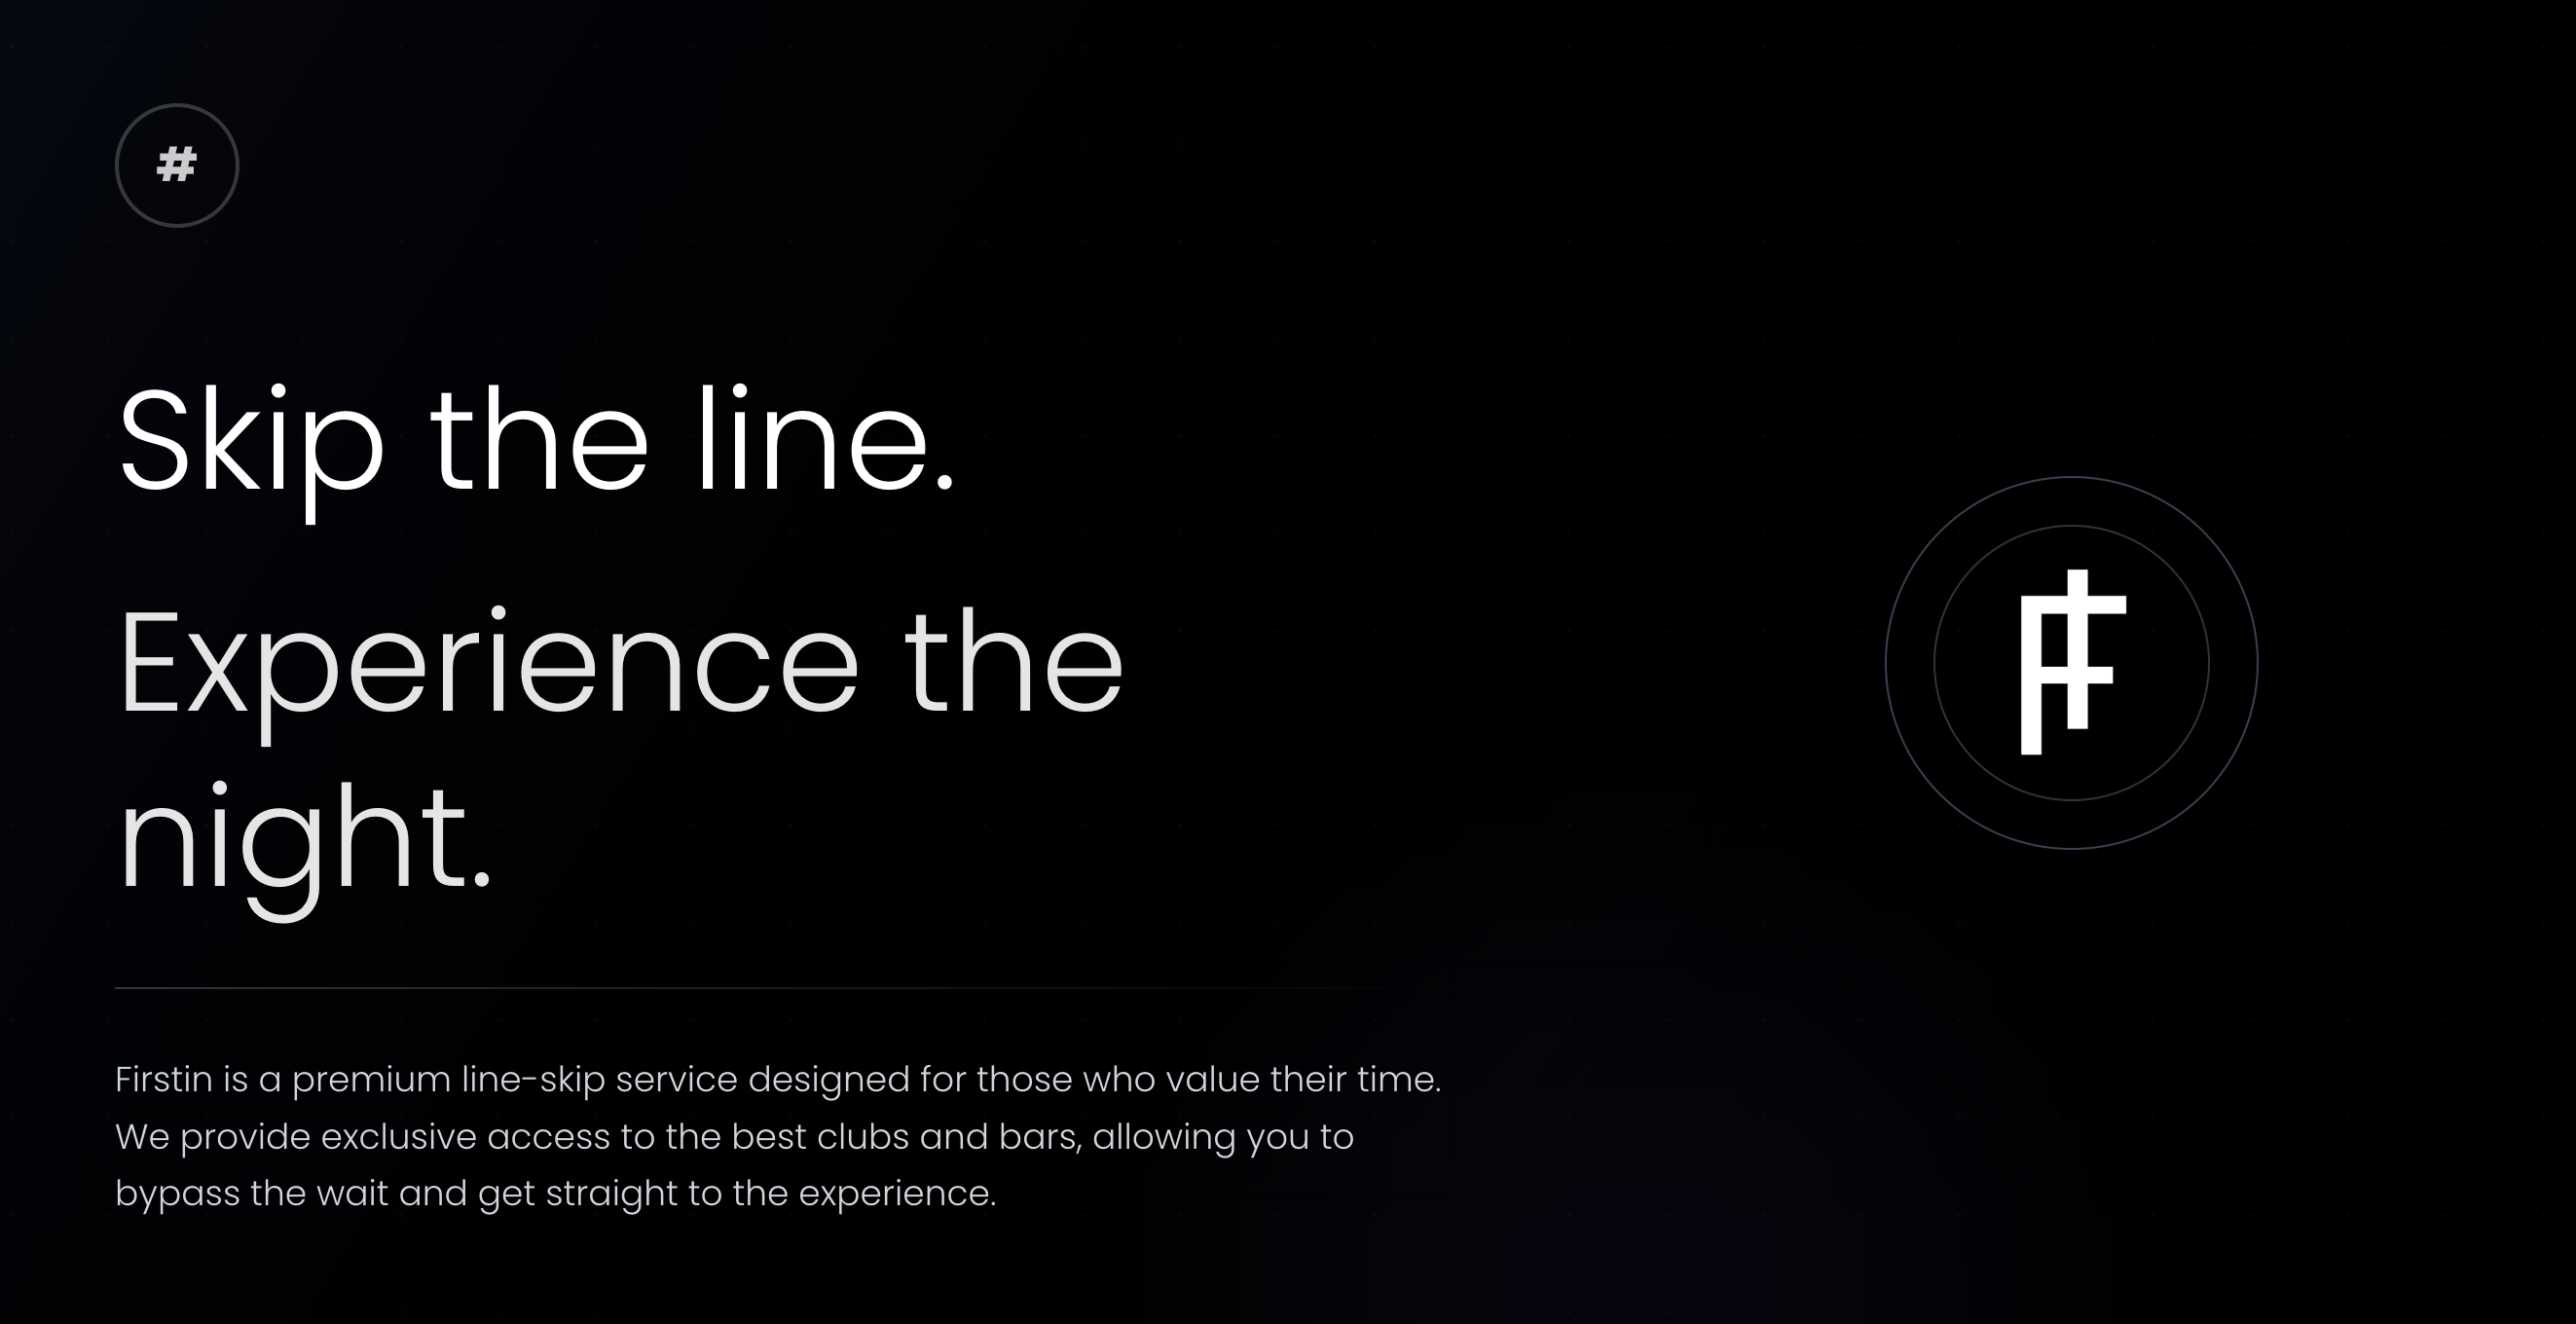 #
Skip the line.
Experience the
night.
Firstin is a premium line-skip service designed for those who value their time.
We provide exclusive access to the best clubs and bars, allowing you to
bypass the wait and get straight to the experience.